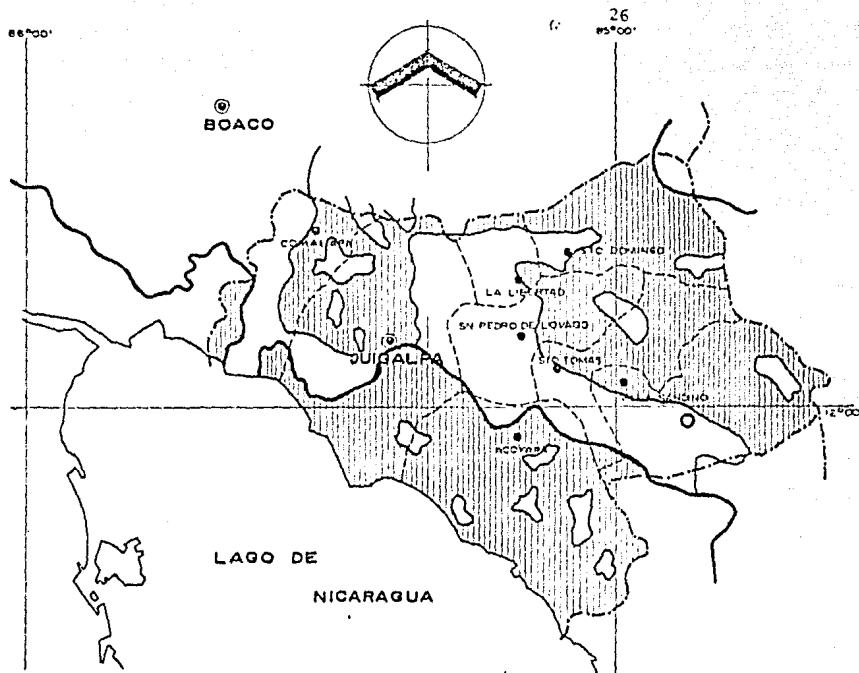 26
86°00'
85°00'
BOACO
COMALAPA
STO DOMINGO
LA LIBERTAD
SN PEDRO DE LOVAGO
JUIGALPA
STO TOMAS
12°00'
ACOYAPA
LAGO DE
NICARAGUA